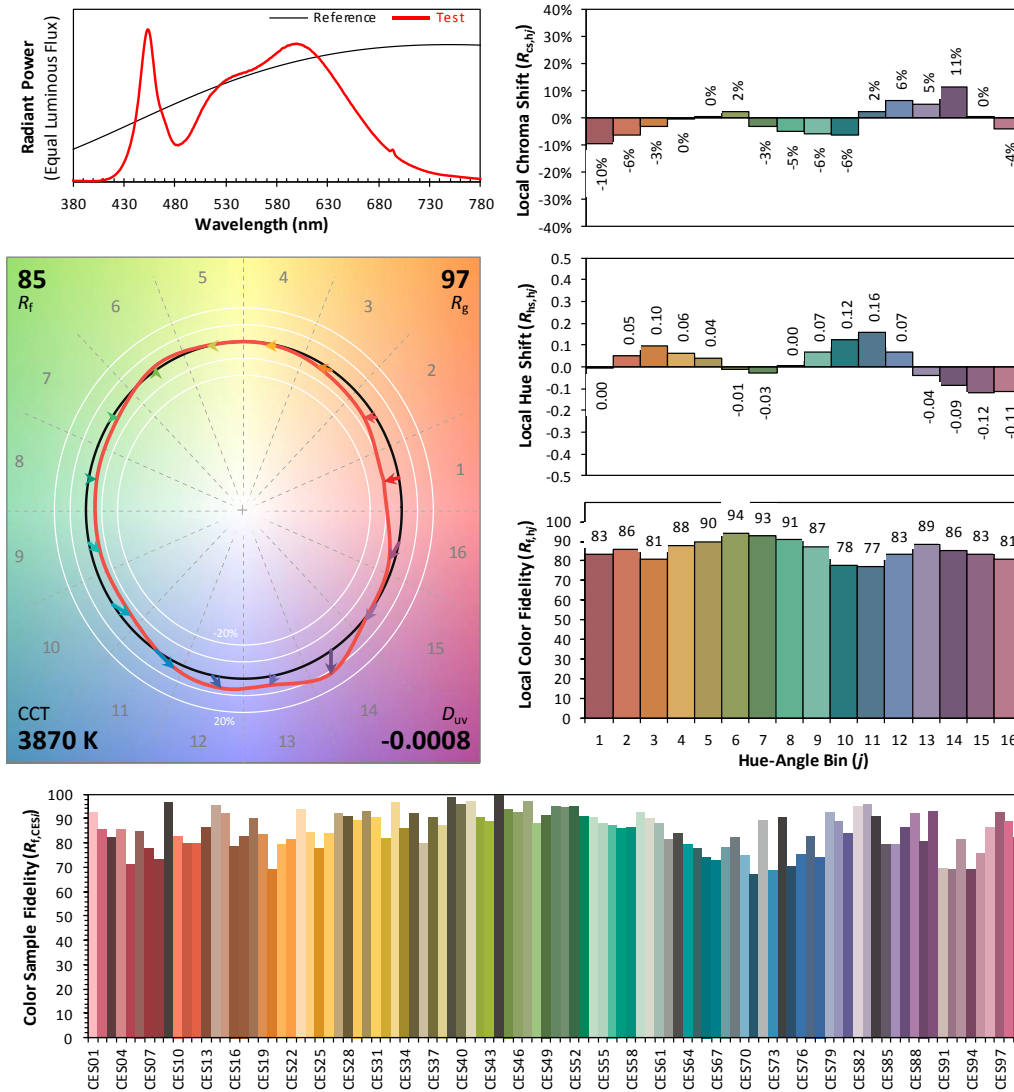 Reference
Test
Radiant Power
(Equal Luminous Flux)
380 430 480 530 580 630 680 730 780
Wavelength (nm)
Local Chroma Shift (Rcs,hj)
40%
30%
20%
10%
0%
-10%
-20%
-30%
-40%
-10% -6% -3% 0% 0% 2% -3% -5% -6% -6% 2% 6% 5% 11% 0% -4%
85
Rf
97
Rg
5 4
6 3
7 2
8 1
9 16
10 15
11 14
12 13
-20%
20%
CCT
3870 K
Duv
-0.0008
Local Hue Shift (Rhs,hj)
0.5
0.4
0.3
0.2
0.1
0.0
-0.1
-0.2
-0.3
-0.4
-0.5
0.00 0.05 0.10 0.06 0.04 -0.01 -0.03 0.00 0.07 0.12 0.16 0.07 -0.04 -0.09 -0.12 -0.11
Local Color Fidelity (Rf,hj)
100
90
80
70
60
50
40
30
20
10
0
83 86 81 88 90 94 93 91 87 78 77 83 89 86 83 81
1 2 3 4 5 6 7 8 9 10 11 12 13 14 15 16
Hue-Angle Bin (j)
Color Sample Fidelity (Rf,CESi)
100
90
80
70
60
50
40
30
20
10
0
CES01 CES04 CES07 CES10 CES13 CES16 CES19 CES22 CES25 CES28 CES31 CES34 CES37 CES40 CES43 CES46 CES49 CES52 CES55 CES58 CES61 CES64 CES67 CES70 CES73 CES76 CES79 CES82 CES85 CES88 CES91 CES94 CES97